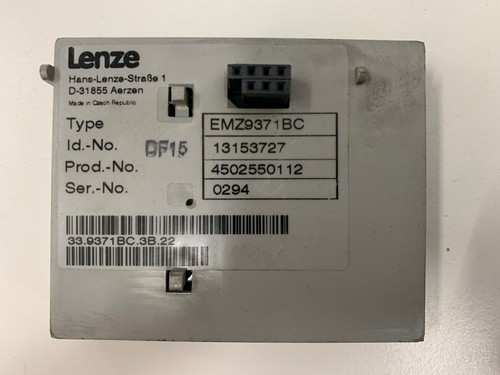 Lenze
Hans-Lenze-Straße 1
D-31855 Aerzen
Made in Czech Republic
Type EMZ9371BC
Id.-No. DF15 13153727
Prod.-No. 4502550112
Ser.-No. 0294
33.9371BC.3B.22